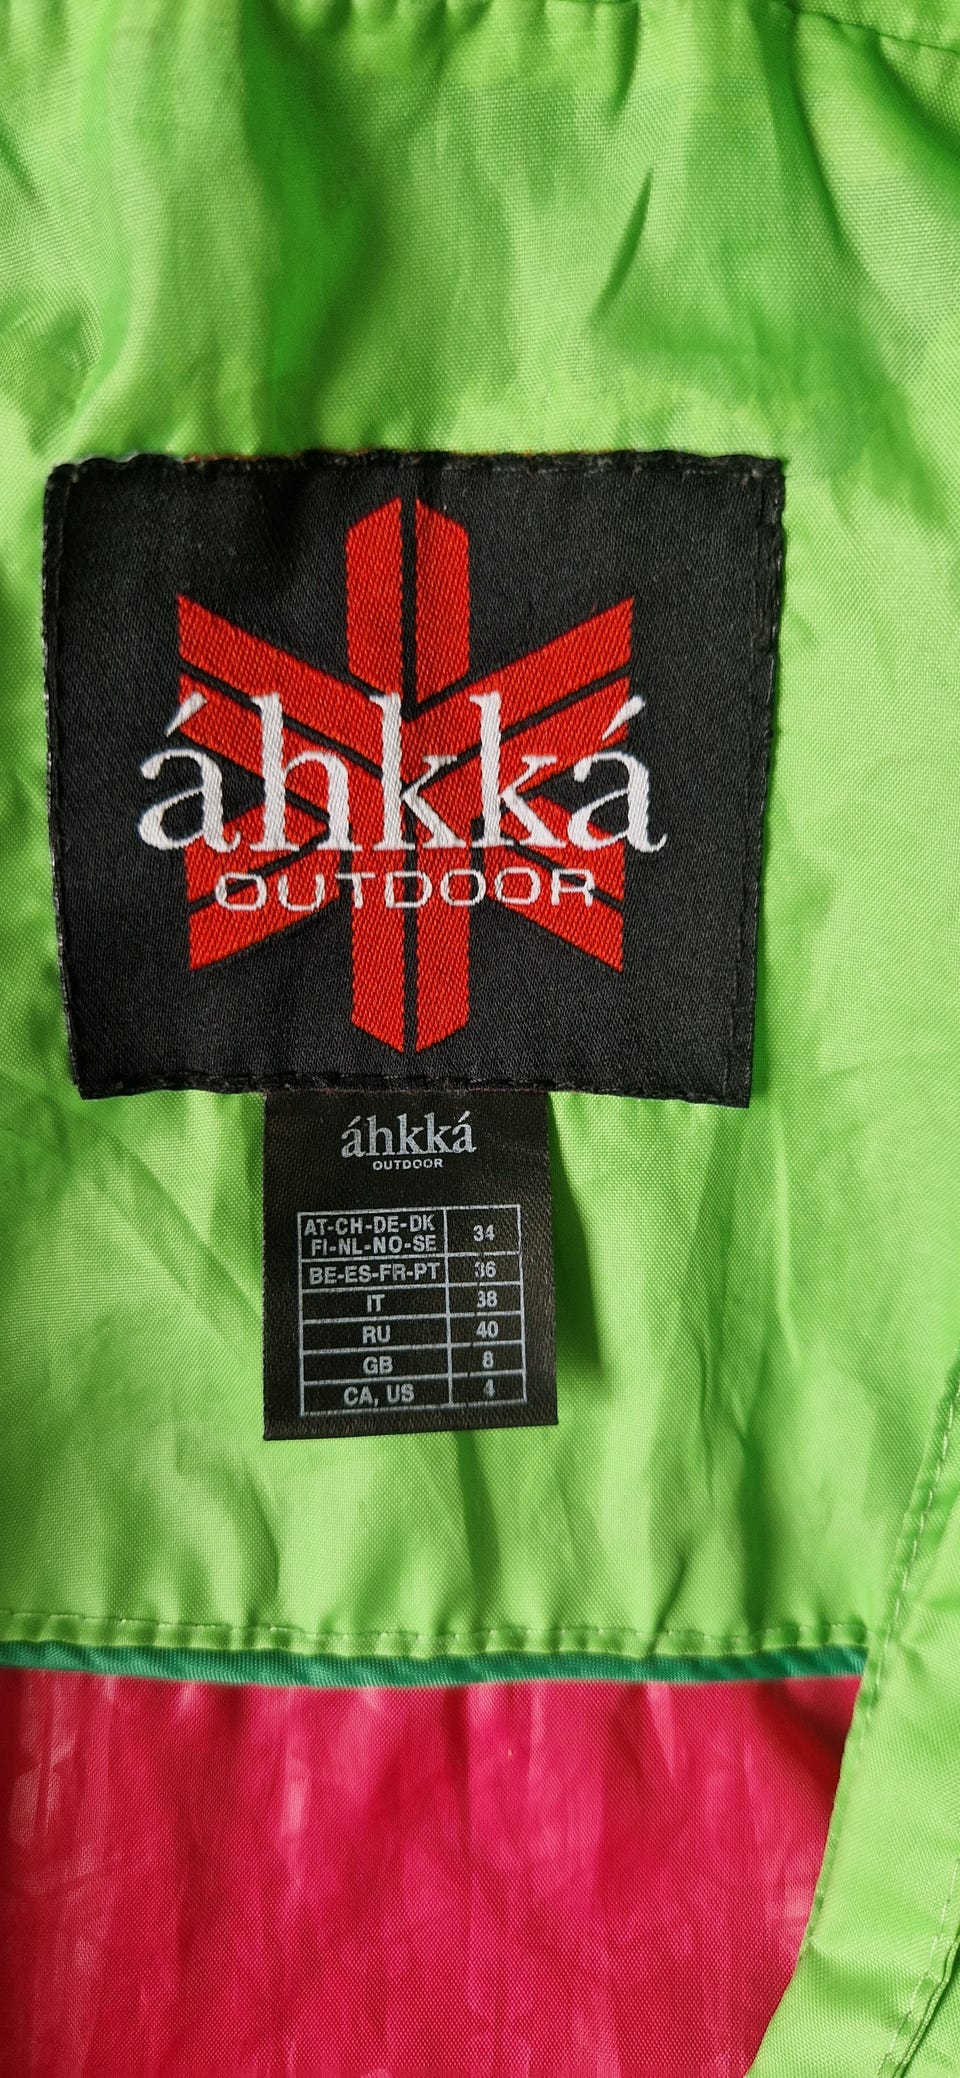 áhkká
OUTDOOR
áhkká
OUTDOOR
AT-CH-DE-DK
FI-NL-NO-SE 34
BE-ES-FR-PT 36
IT 38
RU 40
GB 8
CA, US 4